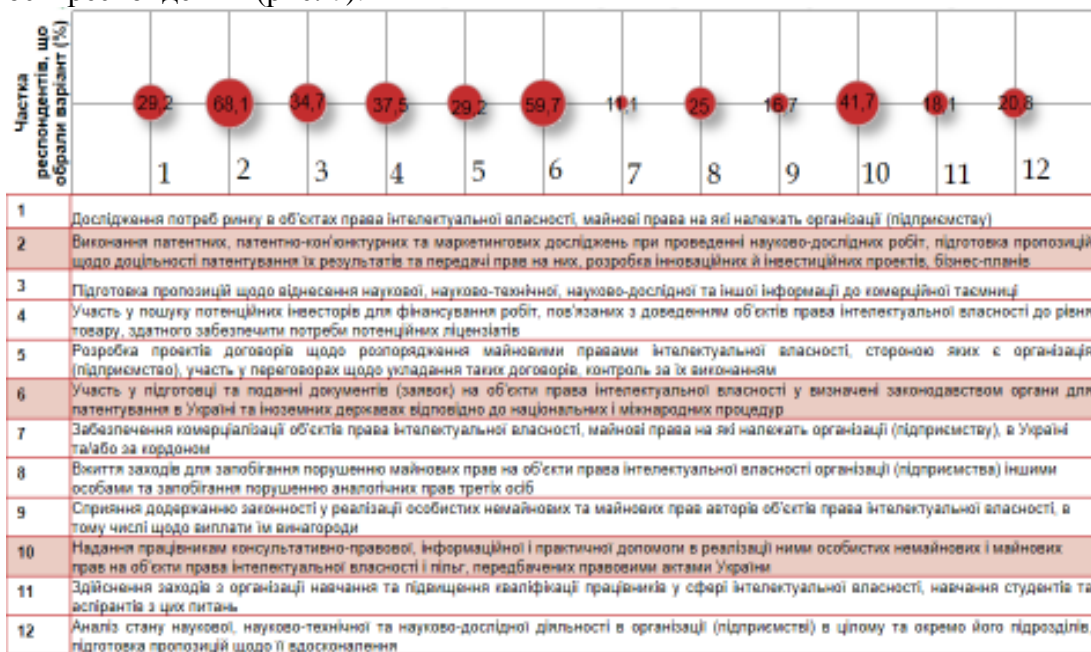 Частка
респондентів, що
обрали варіант (%)
29,2 68,1 34,7 37,5 29,2 59,7 11,1 25 16,7 41,7 18,1 20,8
1 2 3 4 5 6 7 8 9 10 11 12
1 Дослідження потреб ринку в об'єктах права інтелектуальної власності, майнові права на які належать організації (підприємству)
2 Виконання патентних, патентно-кон'юнктурних та маркетингових досліджень при проведенні науково-дослідних робіт, підготовка пропозицій
щодо доцільності патентування їх результатів та передачі прав на них, розробка інноваційних й інвестиційних проектів, бізнес-планів
3 Підготовка пропозицій щодо віднесення наукової, науково-технічної, науково-дослідної та іншої інформації до комерційної таємниці
4 Участь у пошуку потенційних інвесторів для фінансування робіт, пов'язаних з доведенням об'єктів права інтелектуальної власності до рівня
товару, здатного забезпечити потреби потенційних ліцензіатів
5 Розробка проектів договорів щодо розпорядження майновими правами інтелектуальної власності, стороною яких є організація
(підприємство), участь у переговорах щодо укладання таких договорів, контроль за їх виконанням
6 Участь у підготовці та поданні документів (заявок) на об'єкти права інтелектуальної власності у визначені законодавством органи для
патентування в Україні та іноземних державах відповідно до національних і міжнародних процедур
7 Забезпечення комерціалізації об'єктів права інтелектуальної власності, майнові права на які належать організації (підприємству), в Україні
та/або за кордоном
8 Вжиття заходів для запобігання порушенню майнових прав на об'єкти права інтелектуальної власності організації (підприємства) іншими
особами та запобігання порушенню аналогічних прав третіх осіб
9 Сприяння додержанню законності у реалізації особистих немайнових та майнових прав авторів об'єктів права інтелектуальної власності, в
тому числі щодо виплати їм винагороди
10 Надання працівникам консультативно-правової, інформаційної і практичної допомоги в реалізації ними особистих немайнових і майнових
прав на об'єкти права інтелектуальної власності і пільг, передбачених правовими актами України
11 Здійснення заходів з організації навчання та підвищення кваліфікації працівників у сфері інтелектуальної власності, навчання студентів та
аспірантів з цих питань
12 Аналіз стану наукової, науково-технічної та науково-дослідної діяльності в організації (підприємстві) в цілому та окремо його підрозділів,
підготовка пропозицій щодо її вдосконалення